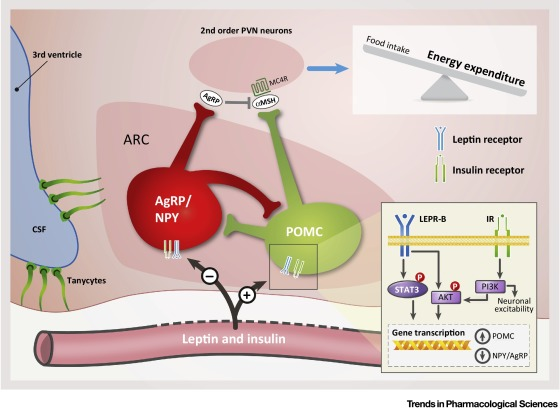 2nd order PVN neurons
3rd ventricle
MC4R
AgRP
αMSH
Food intake
Energy expenditure
ARC
Leptin receptor
Insulin receptor
AgRP/
NPY
POMC
CSF
Tanycytes
−
+
Leptin and insulin
LEPR-B
IR
P
STAT3
P
AKT
PI3K
Neuronal
excitability
Gene transcription
POMC
NPY/AgRP
Trends in Pharmacological Sciences